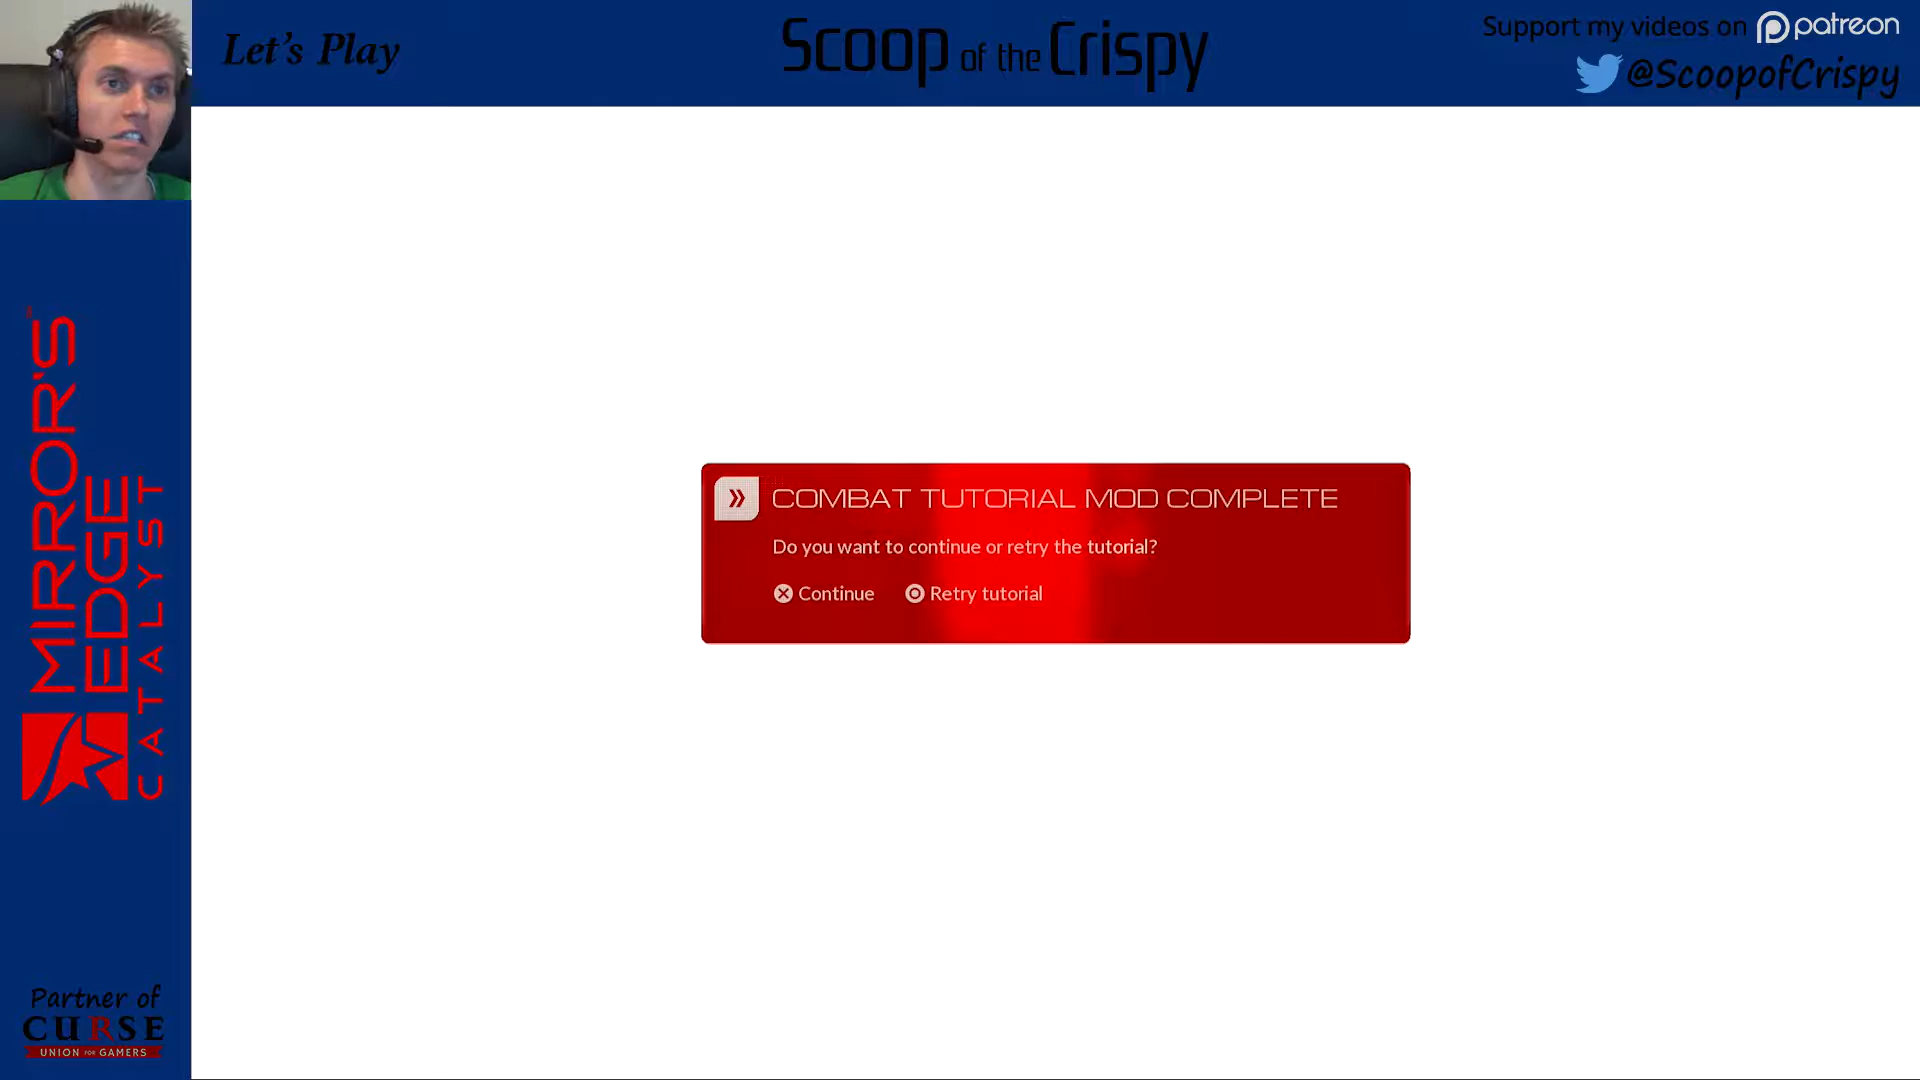 Let's Play
Scoop of the Crispy
Support my videos on patreon
@ScoopofCrispy
MIRROR'S
EDGE
CATALYST
COMBAT TUTORIAL MOD COMPLETE
Do you want to continue or retry the tutorial?
Continue Retry tutorial
Partner of
CURSE
UNION FOR GAMERS